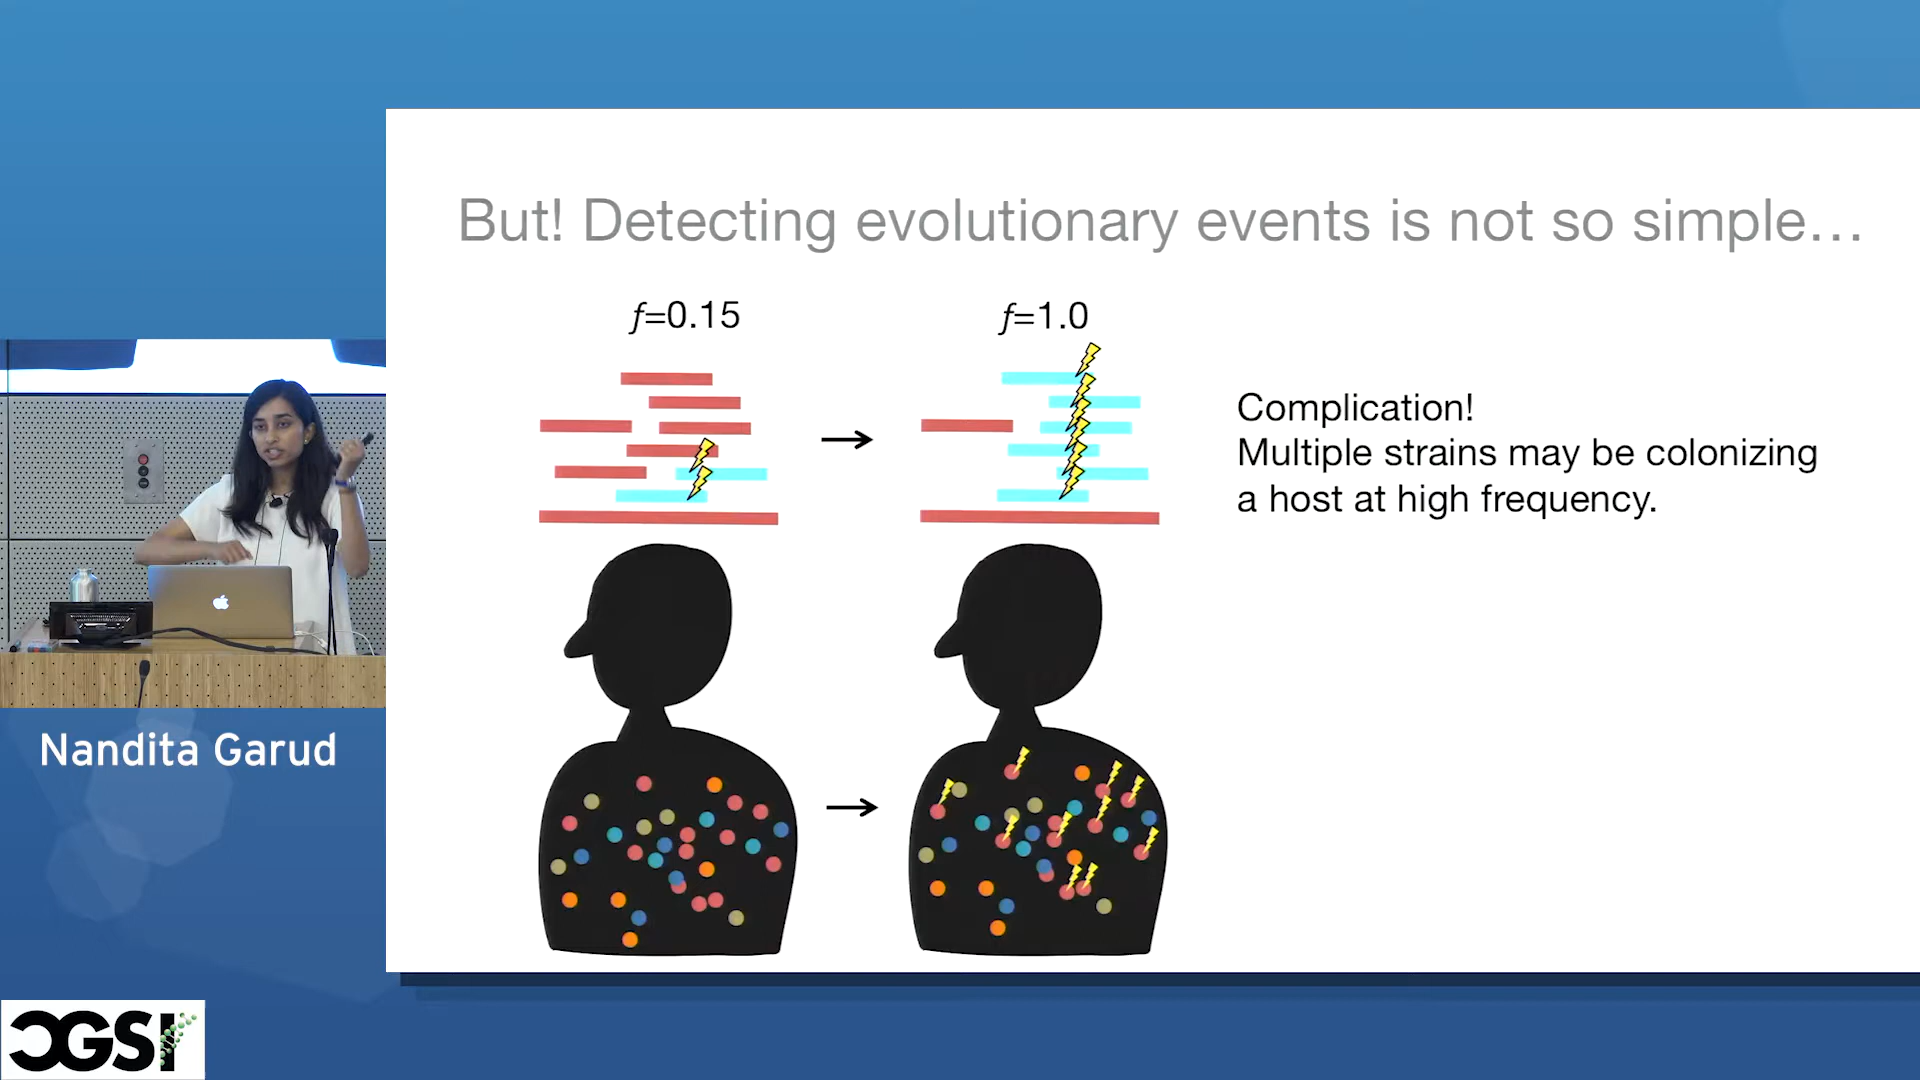 But! Detecting evolutionary events is not so simple…
f=0.15
f=1.0
Complication!
Multiple strains may be colonizing
a host at high frequency.
Nandita Garud
CGSI